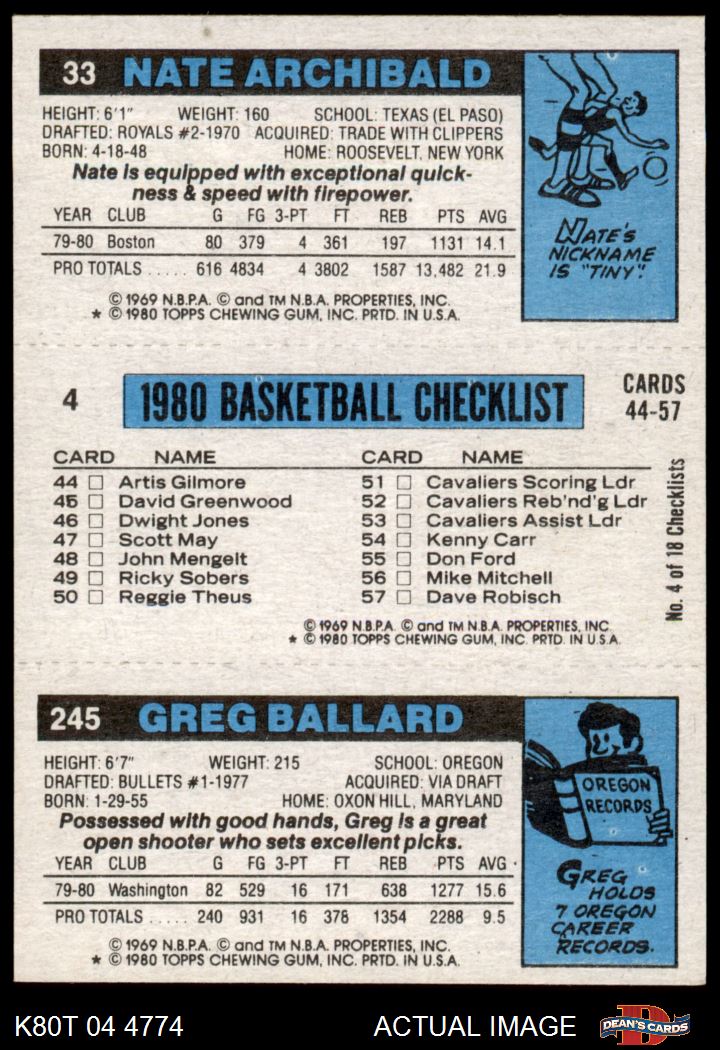 33 NATE ARCHIBALD
HEIGHT: 6'1" WEIGHT: 160 SCHOOL: TEXAS (EL PASO)
DRAFTED: ROYALS #2-1970 ACQUIRED: TRADE WITH CLIPPERS
BORN: 4-18-48 HOME: ROOSEVELT, NEW YORK
Nate is equipped with exceptional quick-
ness & speed with firepower.
YEAR CLUB G FG 3-PT FT REB PTS AVG
79-80 Boston 80 379 4 361 197 1131 14.1
PRO TOTALS ..... 616 4834 4 3802 1587 13,482 21.9
© 1969 N.B.P.A. © and TM N.B.A. PROPERTIES, INC.
* © 1980 TOPPS CHEWING GUM, INC. PRTD. IN U.S.A.
NATE'S
NICKNAME
IS "TINY".
4 1980 BASKETBALL CHECKLIST CARDS
44-57
CARD NAME
44 □ Artis Gilmore
45 □ David Greenwood
46 □ Dwight Jones
47 □ Scott May
48 □ John Mengelt
49 □ Ricky Sobers
50 □ Reggie Theus
CARD NAME
51 □ Cavaliers Scoring Ldr
52 □ Cavaliers Reb'nd'g Ldr
53 □ Cavaliers Assist Ldr
54 □ Kenny Carr
55 □ Don Ford
56 □ Mike Mitchell
57 □ Dave Robisch
No. 4 of 18 Checklists
© 1969 N.B.P.A. © and TM N.B.A. PROPERTIES, INC.
* © 1980 TOPPS CHEWING GUM, INC. PRTD. IN U.S.A.
245 GREG BALLARD
HEIGHT: 6'7" WEIGHT: 215 SCHOOL: OREGON
DRAFTED: BULLETS #1-1977 ACQUIRED: VIA DRAFT
BORN: 1-29-55 HOME: OXON HILL, MARYLAND
Possessed with good hands, Greg is a great
open shooter who sets excellent picks.
YEAR CLUB G FG 3-PT FT REB PTS AVG
79-80 Washington 82 529 16 171 638 1277 15.6
PRO TOTALS ..... 240 931 16 378 1354 2288 9.5
© 1969 N.B.P.A. © and TM N.B.A. PROPERTIES, INC.
* © 1980 TOPPS CHEWING GUM, INC. PRTD. IN U.S.A.
OREGON
RECORDS
GREG
HOLDS
7 OREGON
CAREER
RECORDS.
K80T 04 4774 ACTUAL IMAGE D DEAN'S CARDS